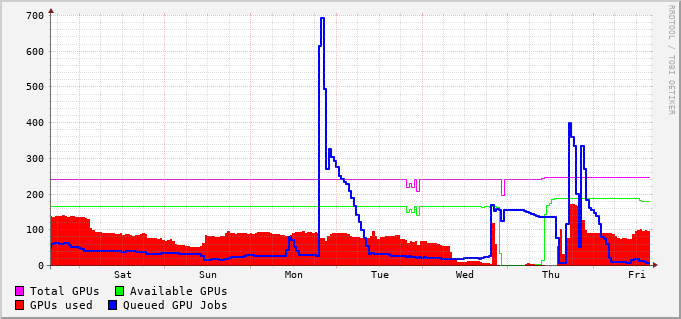 700
600
500
400
300
200
100
0
Sat Sun Mon Tue Wed Thu Fri
Total GPUs Available GPUs
GPUs used Queued GPU Jobs
RRDTOOL / TOBI OETIKER